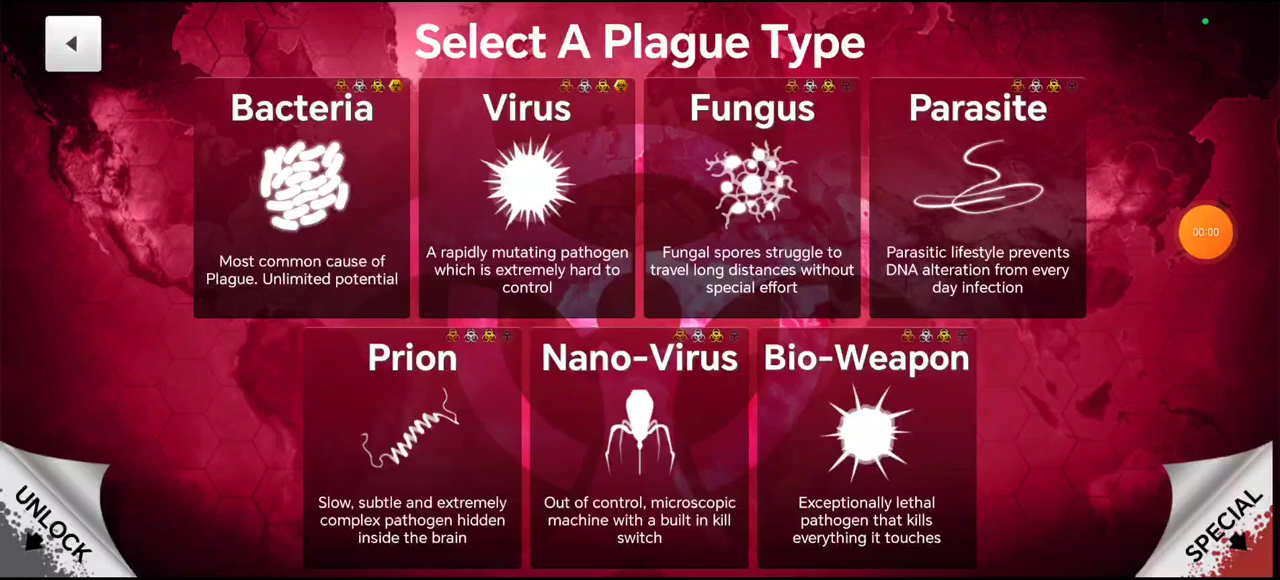 Select A Plague Type
Bacteria
Most common cause of
Plague. Unlimited potential
Virus
A rapidly mutating pathogen
which is extremely hard to
control
Fungus
Fungal spores struggle to
travel long distances without
special effort
Parasite
Parasitic lifestyle prevents
DNA alteration from every
day infection
00:00
Prion
Slow, subtle and extremely
complex pathogen hidden
inside the brain
Nano-Virus
Out of control, microscopic
machine with a built in kill
switch
Bio-Weapon
Exceptionally lethal
pathogen that kills
everything it touches
UNLOCK
SPECIAL